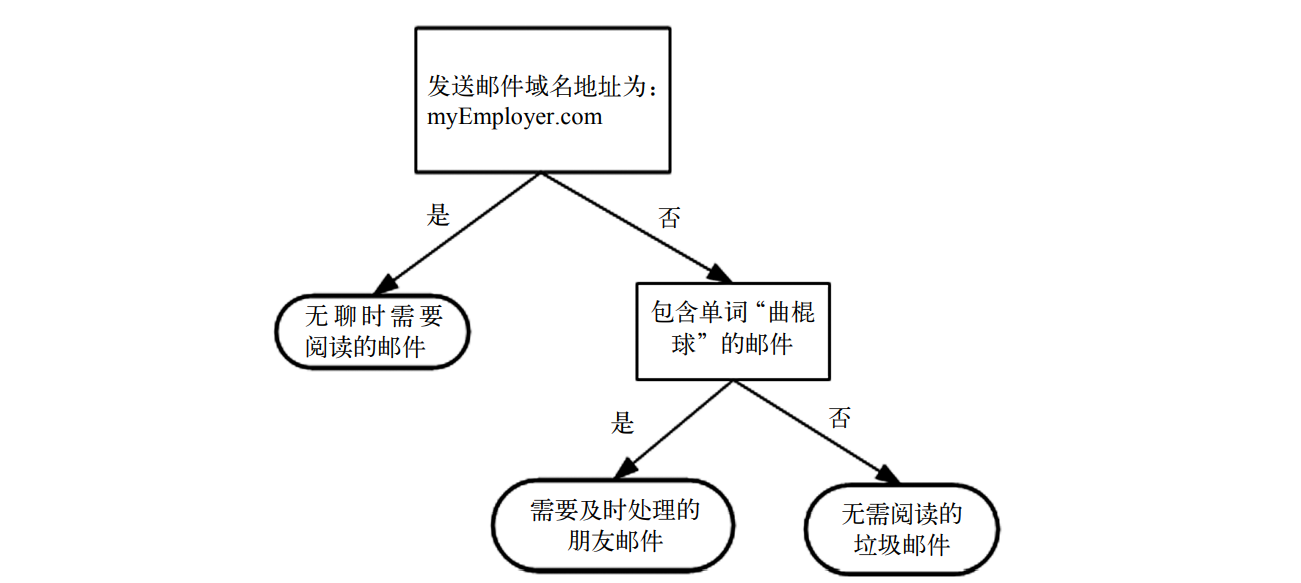 发送邮件域名地址为：
myEmployer.com
是
否
无聊时需要
阅读的邮件
包含单词“曲棍
球”的邮件
是
否
需要及时处理的
朋友邮件
无需阅读的
垃圾邮件